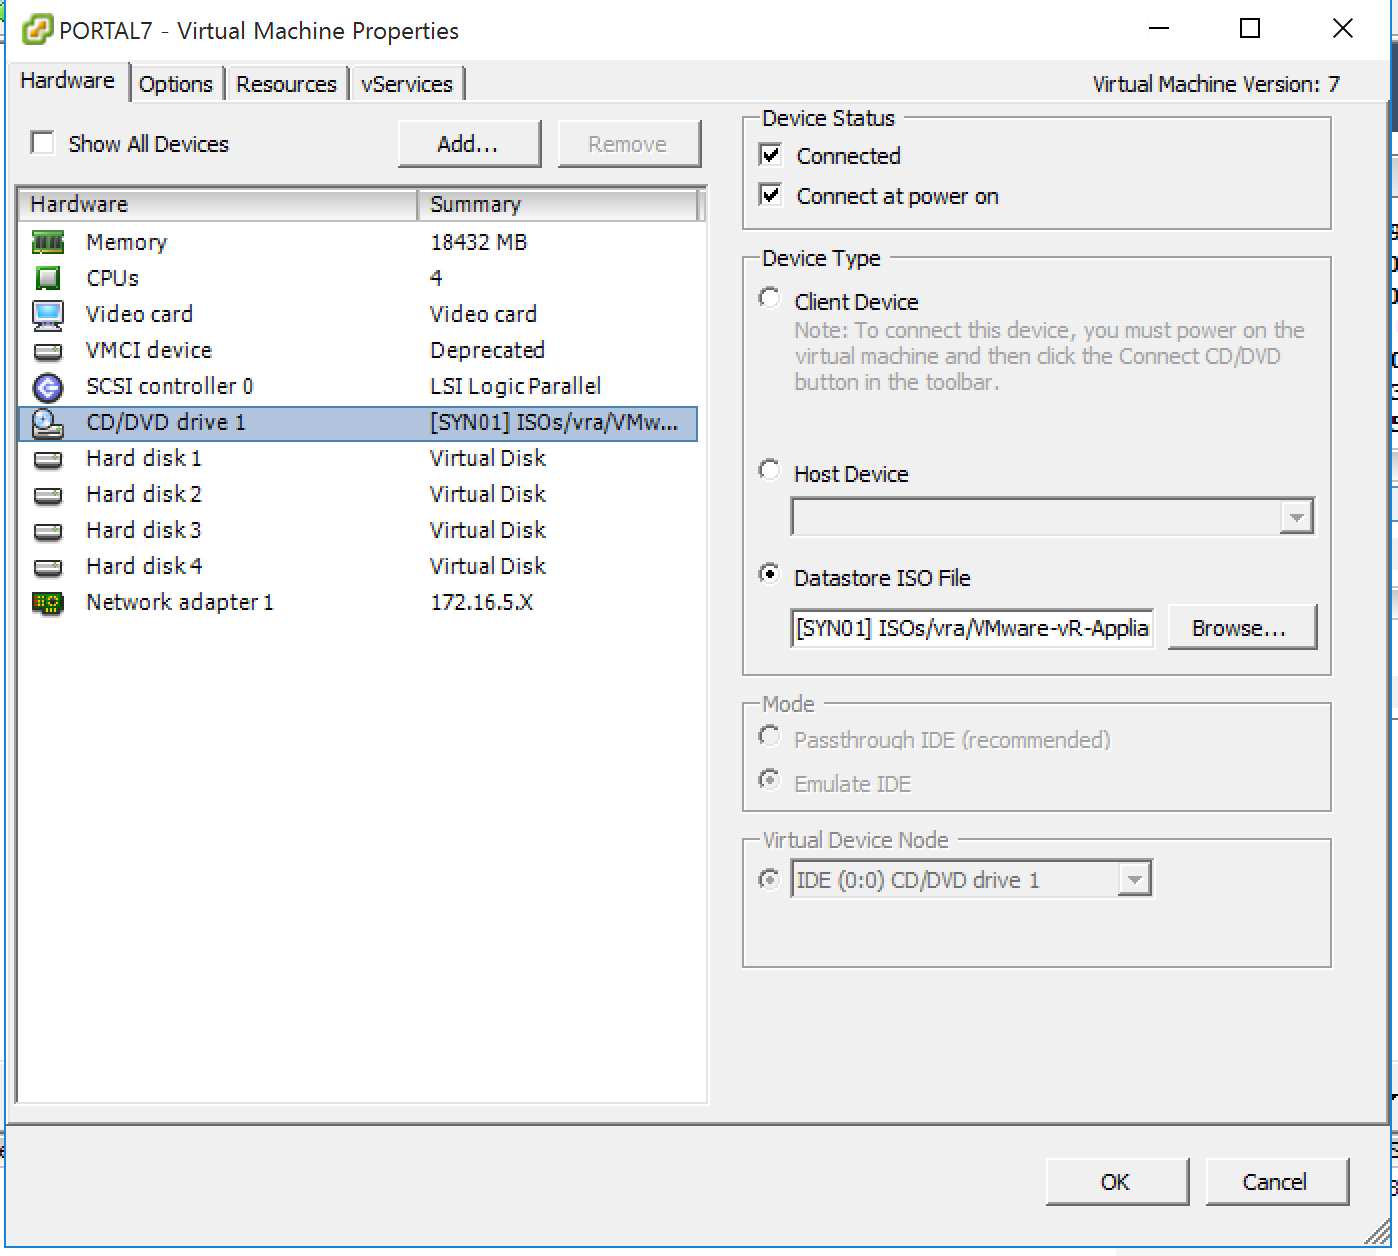 PORTAL7 - Virtual Machine Properties
Hardware Options Resources vServices Virtual Machine Version: 7
Show All Devices Add... Remove
Hardware Summary
Memory 18432 MB
CPUs 4
Video card Video card
VMCI device Deprecated
SCSI controller 0 LSI Logic Parallel
CD/DVD drive 1 [SYN01] ISOs/vra/VMw...
Hard disk 1 Virtual Disk
Hard disk 2 Virtual Disk
Hard disk 3 Virtual Disk
Hard disk 4 Virtual Disk
Network adapter 1 172.16.5.X
Device Status
Connected
Connect at power on
Device Type
Client Device
Note: To connect this device, you must power on the
virtual machine and then click the Connect CD/DVD
button in the toolbar.
Host Device
Datastore ISO File
[SYN01] ISOs/vra/VMware-vR-Applia Browse...
Mode
Passthrough IDE (recommended)
Emulate IDE
Virtual Device Node
IDE (0:0) CD/DVD drive 1
OK Cancel